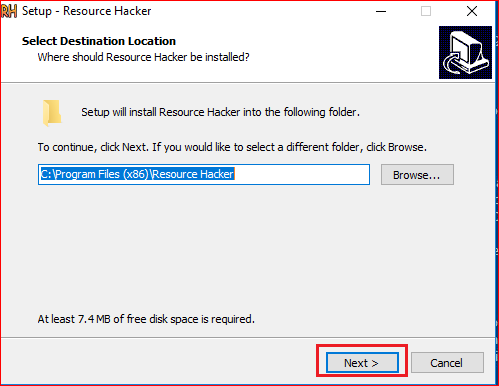 RH Setup - Resource Hacker
Select Destination Location
Where should Resource Hacker be installed?
Setup will install Resource Hacker into the following folder.
To continue, click Next. If you would like to select a different folder, click Browse.
C:\Program Files (x86)\Resource Hacker Browse...
At least 7.4 MB of free disk space is required.
Next > Cancel